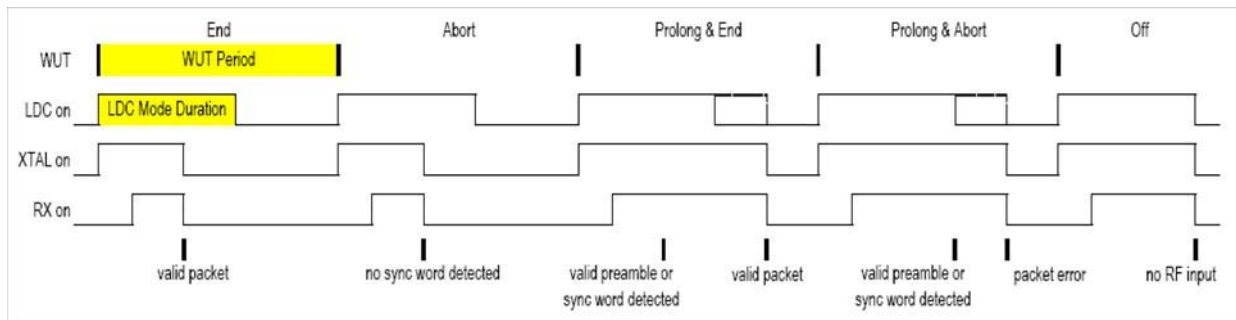 End Abort Prolong & End Prolong & Abort Off
WUT WUT Period
LDC on LDC Mode Duration
XTAL on
RX on
valid packet no sync word detected valid preamble or valid packet valid preamble or packet error no RF input
sync word detected sync word detected